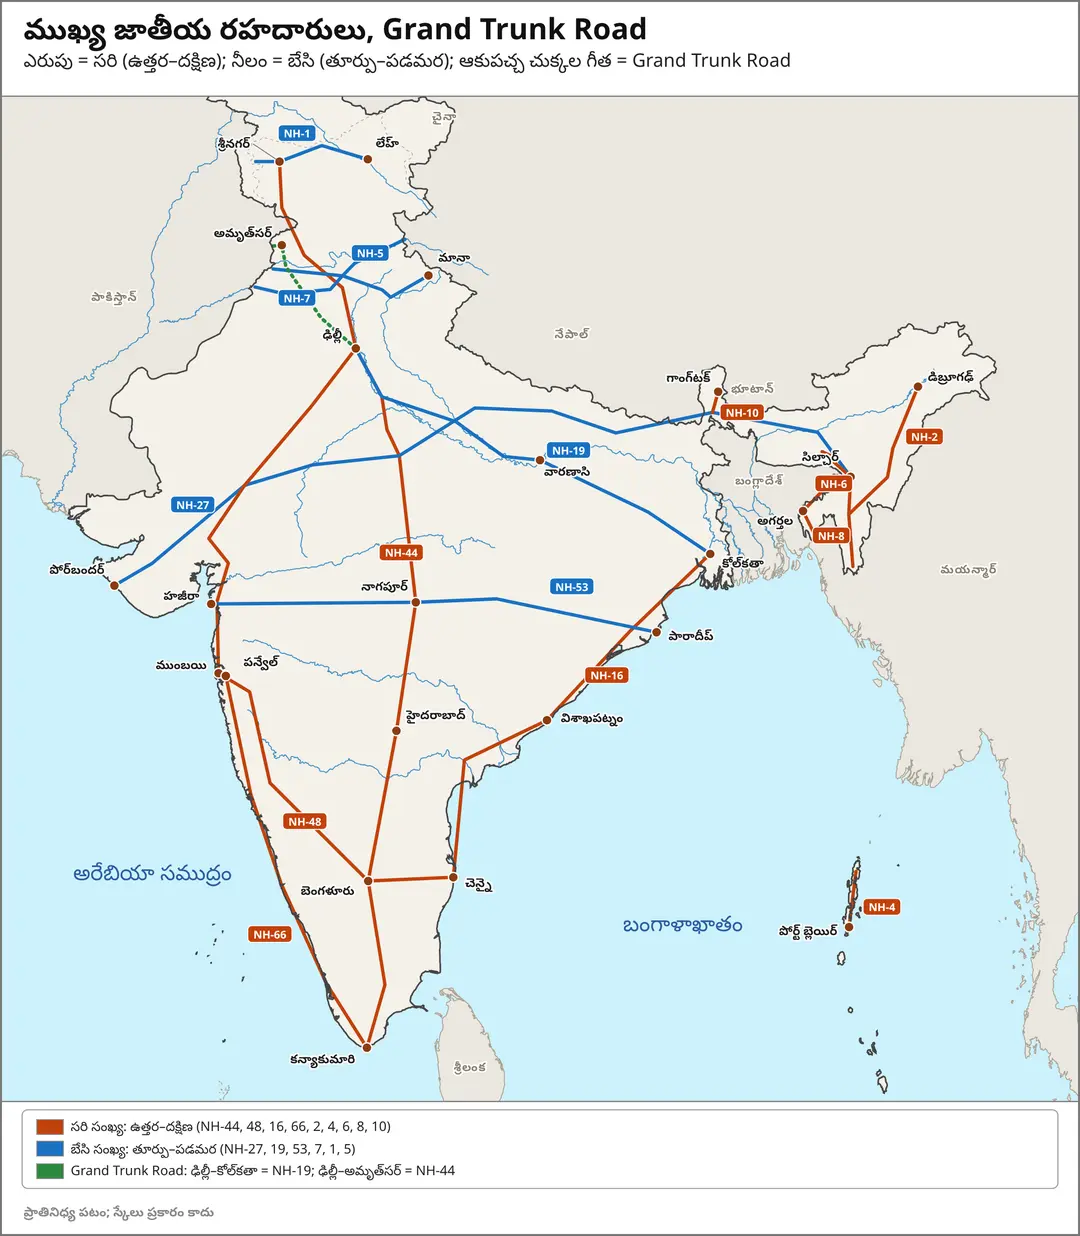 ముఖ్య జాతీయ రహదారులు, Grand Trunk Road
ఎరుపు = సరి (ఉత్తర–దక్షిణ); నీలం = బేసి (తూర్పు–పడమర); ఆకుపచ్చ చుక్కల గీత = Grand Trunk Road
చైనా
NH-1
శ్రీనగర్
లేహ్
అమృత్‌సర్
NH-5
మానా
పాకిస్తాన్
NH-7
ఢిల్లీ
నేపాల్
గాంగ్‌టక్
భూటాన్
డిబ్రూగఢ్
NH-10
NH-2
NH-19
సిల్చార్
వారణాసి
బంగ్లాదేశ్
NH-6
NH-27
అగర్తల
NH-8
NH-44
కోల్‌కతా
మయన్మార్
పోర్‌బందర్
నాగపూర్
NH-53
హజీరా
పారాదీప్
ముంబయి
పన్వేల్
NH-16
హైదరాబాద్
విశాఖపట్నం
NH-48
అరేబియా సముద్రం
బెంగళూరు
చెన్నై
NH-4
బంగాళాఖాతం
పోర్ట్ బ్లెయిర్
NH-66
కన్యాకుమారి
శ్రీలంక
సరి సంఖ్య: ఉత్తర–దక్షిణ (NH-44, 48, 16, 66, 2, 4, 6, 8, 10)
బేసి సంఖ్య: తూర్పు–పడమర (NH-27, 19, 53, 7, 1, 5)
Grand Trunk Road: ఢిల్లీ–కోల్‌కతా = NH-19; ఢిల్లీ–అమృత్‌సర్ = NH-44
ప్రాతినిధ్య పటం; స్కేలు ప్రకారం కాదు